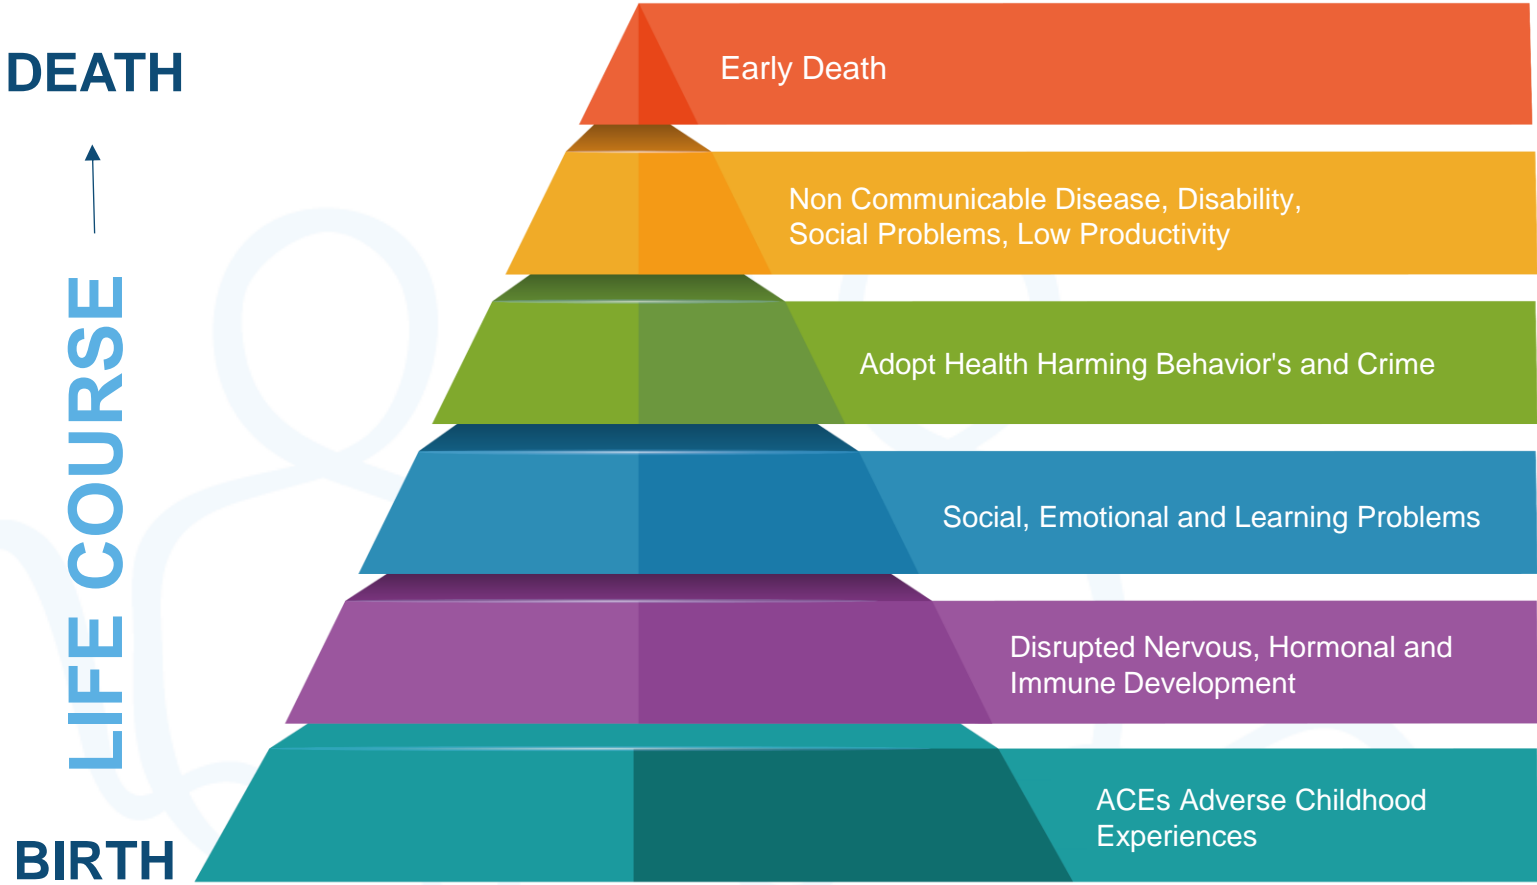 DEATH
LIFE COURSE
BIRTH
Early Death
Non Communicable Disease, Disability,
Social Problems, Low Productivity
Adopt Health Harming Behavior's and Crime
Social, Emotional and Learning Problems
Disrupted Nervous, Hormonal and
Immune Development
ACEs Adverse Childhood
Experiences